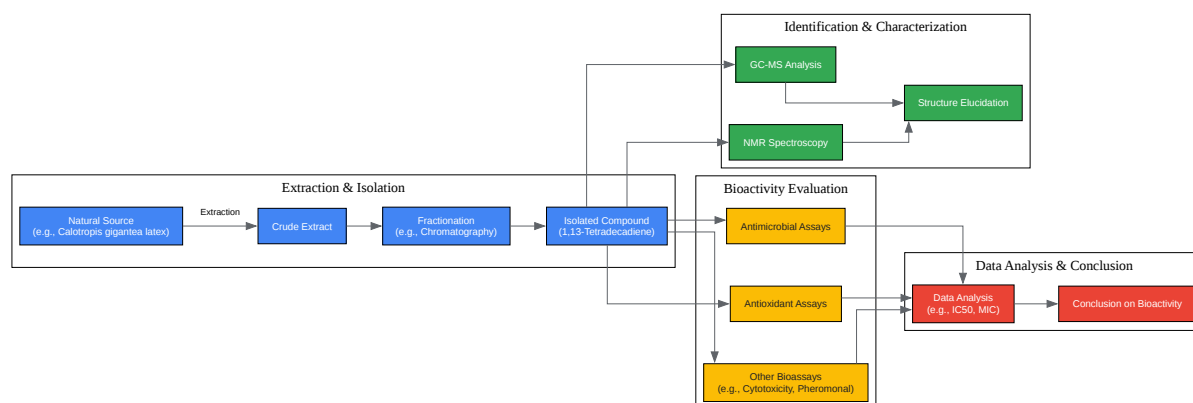 Identification & Characterization
GC-MS Analysis
Structure Elucidation
NMR Spectroscopy
Extraction & Isolation
Natural Source
(e.g., Calotropis gigantea latex)
Extraction
Crude Extract
Fractionation
(e.g., Chromatography)
Isolated Compound
(1,13-Tetradecadiene)
Bioactivity Evaluation
Antimicrobial Assays
Antioxidant Assays
Other Bioassays
(e.g., Cytotoxicity, Pheromonal)
Data Analysis & Conclusion
Data Analysis
(e.g., IC50, MIC)
Conclusion on Bioactivity